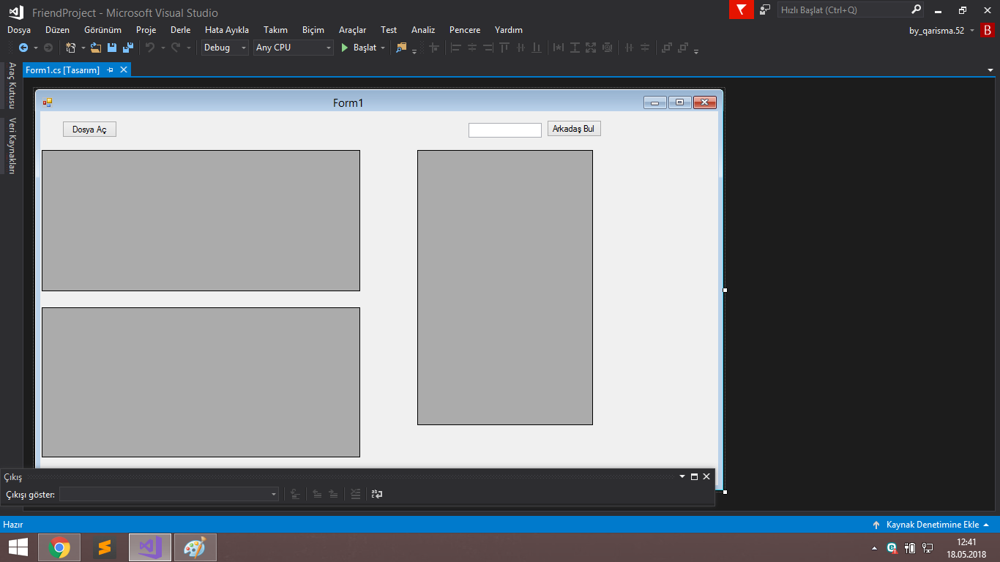 FriendProject - Microsoft Visual Studio
Hızlı Başlat (Ctrl+Q)
Dosya Düzen Görünüm Proje Derle Hata Ayıkla Takım Biçim Araçlar Test Analiz Pencere Yardım
by_qarisma.52 B
Debug Any CPU Başlat
Araç Kutusu
Veri Kaynakları
Form1.cs [Tasarım]
Form1
Dosya Aç
Arkadaş Bul
Çıkış
Çıkışı göster:
Hazır
Kaynak Denetimine Ekle
12:41
18.05.2018